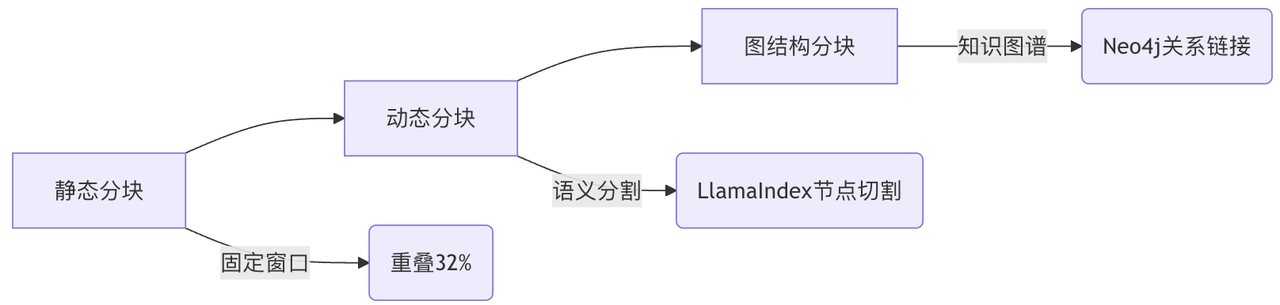 图结构分块
知识图谱
Neo4j关系链接
动态分块
语义分割
LlamaIndex节点切割
静态分块
固定窗口
重叠32%